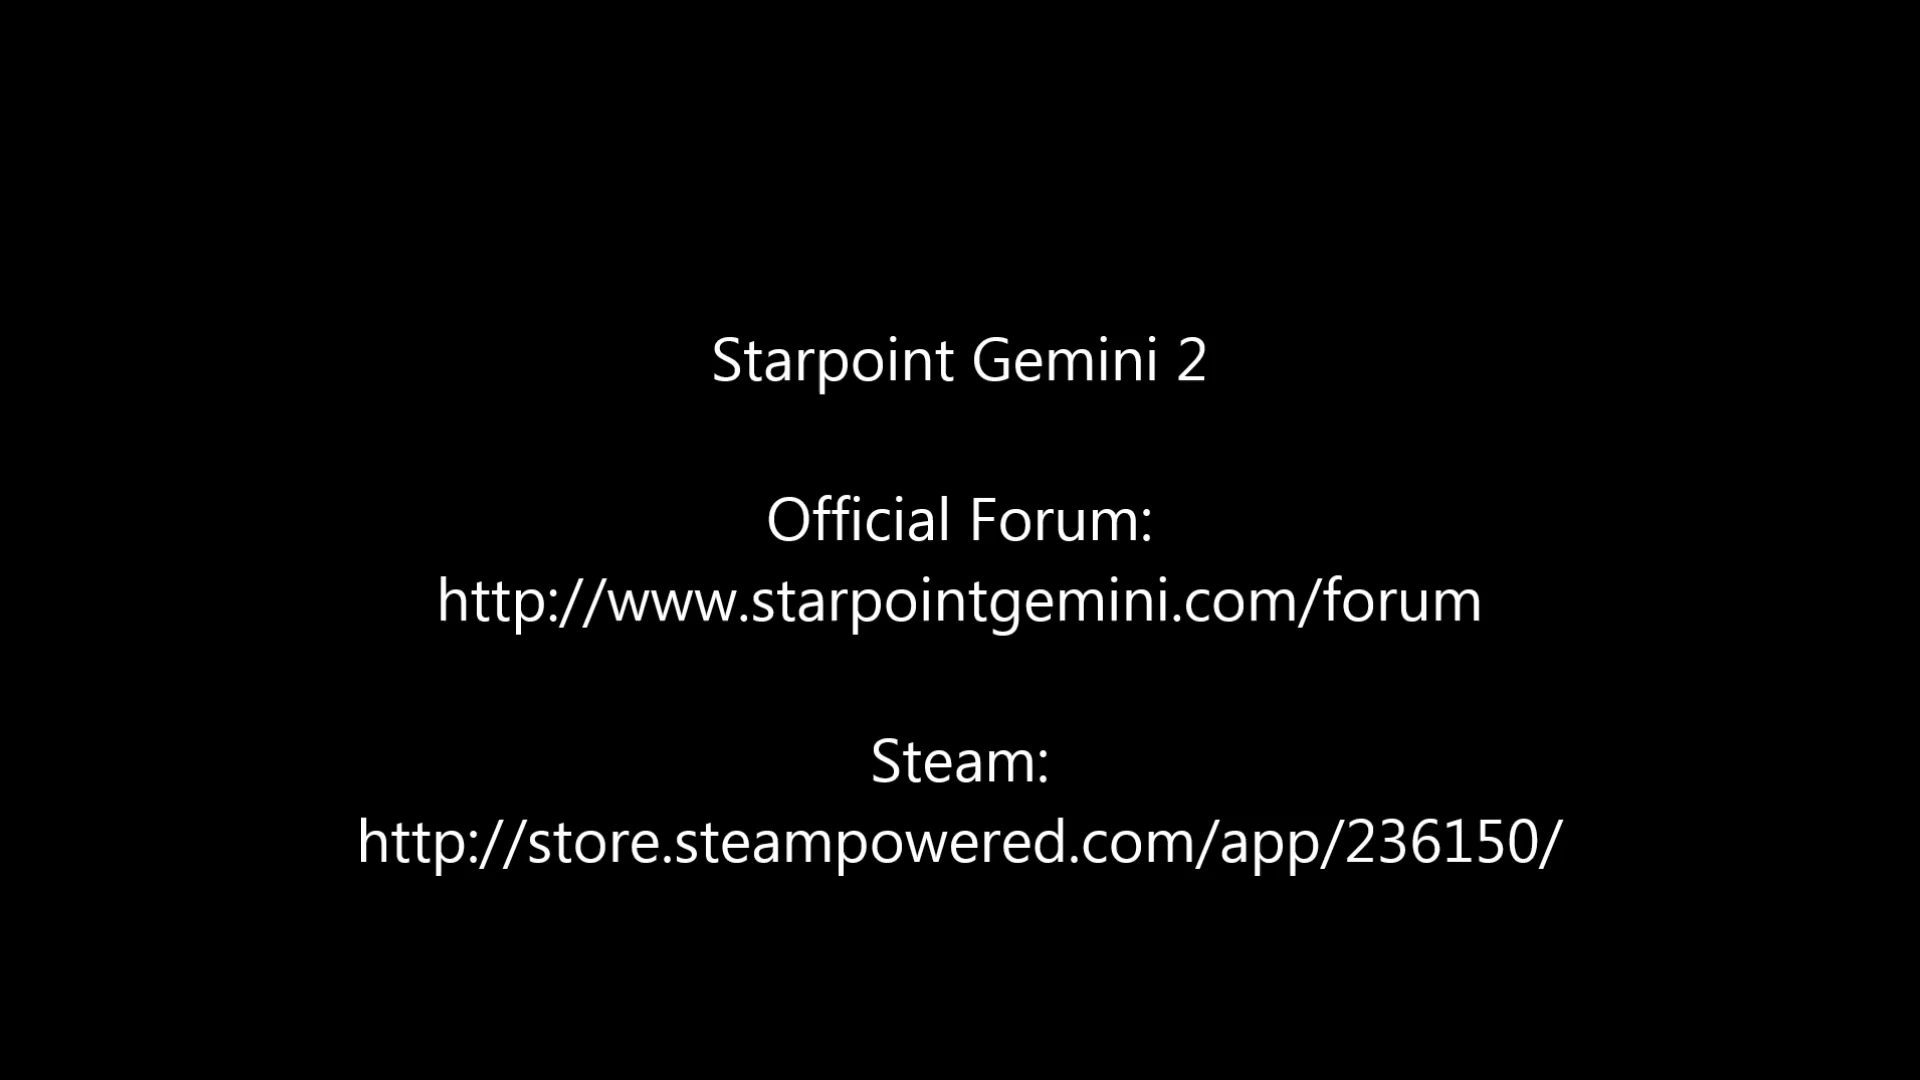 Starpoint Gemini 2
Official Forum:
http://www.starpointgemini.com/forum
Steam:
http://store.steampowered.com/app/236150/